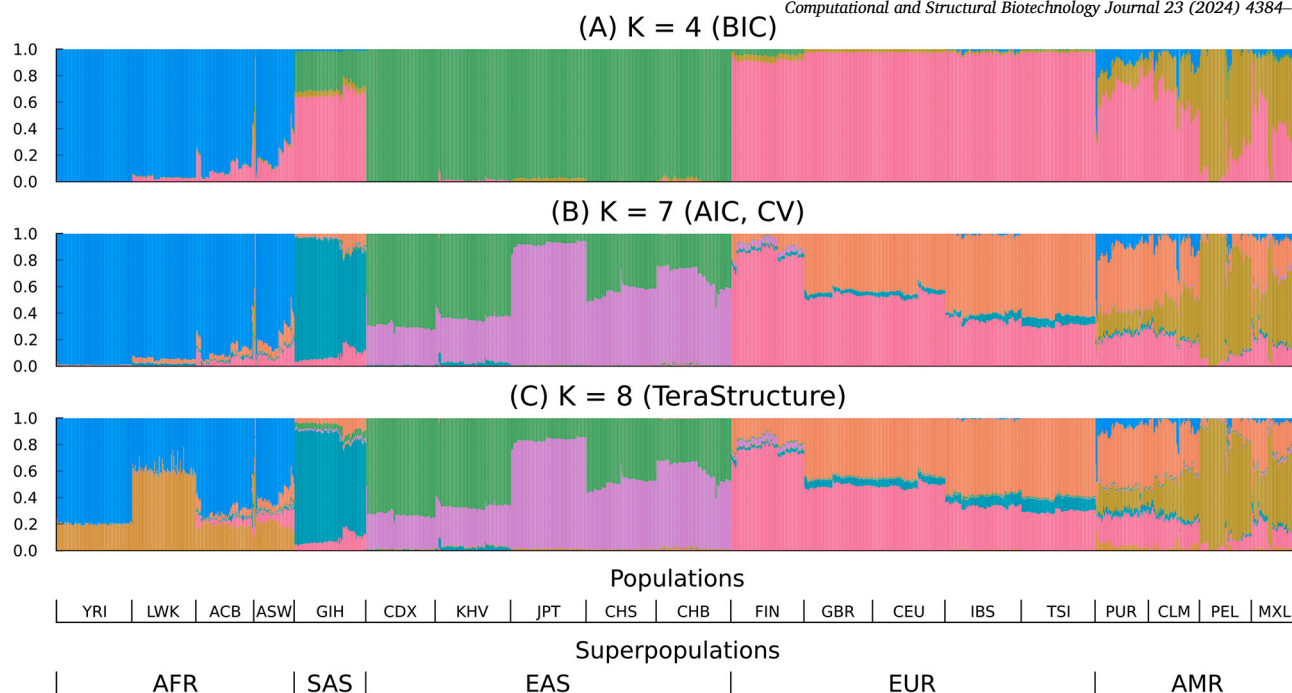 Computational and Structural Biotechnology Journal 23 (2024) 4384–
(A) K = 4 (BIC)
1.0
0.8
0.6
0.4
0.2
0.0
(B) K = 7 (AIC, CV)
1.0
0.8
0.6
0.4
0.2
0.0
(C) K = 8 (TeraStructure)
1.0
0.8
0.6
0.4
0.2
0.0
Populations
YRI LWK ACB ASW GIH CDX KHV JPT CHS CHB FIN GBR CEU IBS TSI PUR CLM PEL MXL
Superpopulations
AFR SAS EAS EUR AMR